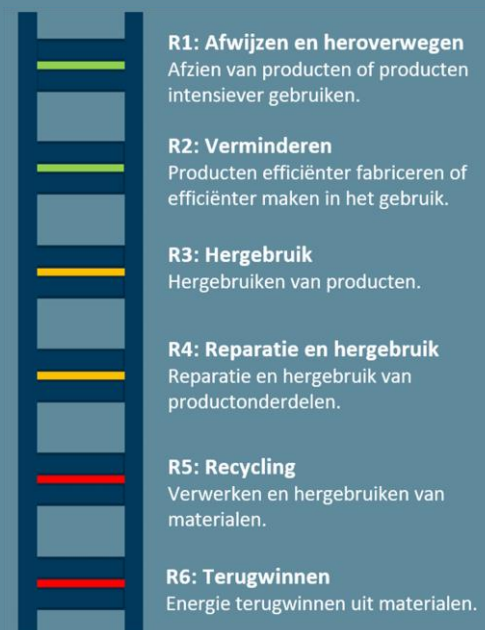 R1: Afwijzen en heroverwegen
Afzien van producten of producten
intensiever gebruiken.
R2: Verminderen
Producten efficiënter fabriceren of
efficiënter maken in het gebruik.
R3: Hergebruik
Hergebruiken van producten.
R4: Reparatie en hergebruik
Reparatie en hergebruik van
productonderdelen.
R5: Recycling
Verwerken en hergebruiken van
materialen.
R6: Terugwinnen
Energie terugwinnen uit materialen.